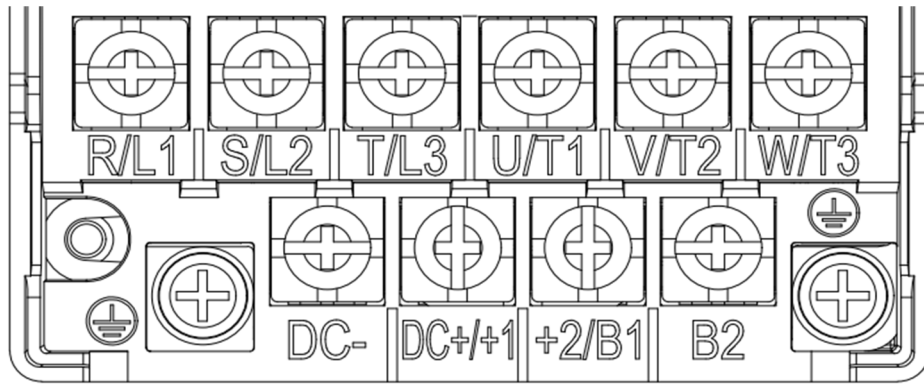 R/L1 S/L2 T/L3 U/T1 V/T2 W/T3
DC- DC+/+1 +2/B1 B2